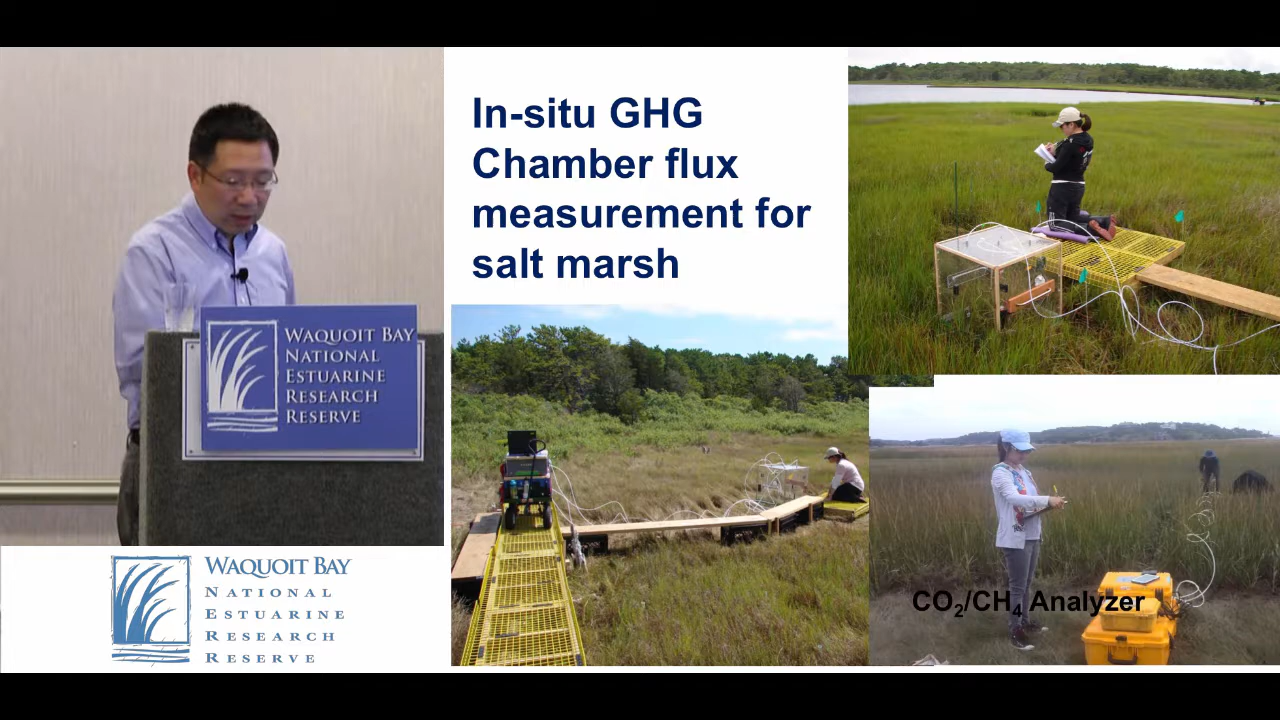 In-situ GHG
Chamber flux
measurement for
salt marsh
WAQUOIT BAY
NATIONAL
ESTUARINE
RESEARCH
RESERVE
CO₂/CH₄ Analyzer
WAQUOIT BAY
NATIONAL
ESTUARINE
RESEARCH
RESERVE